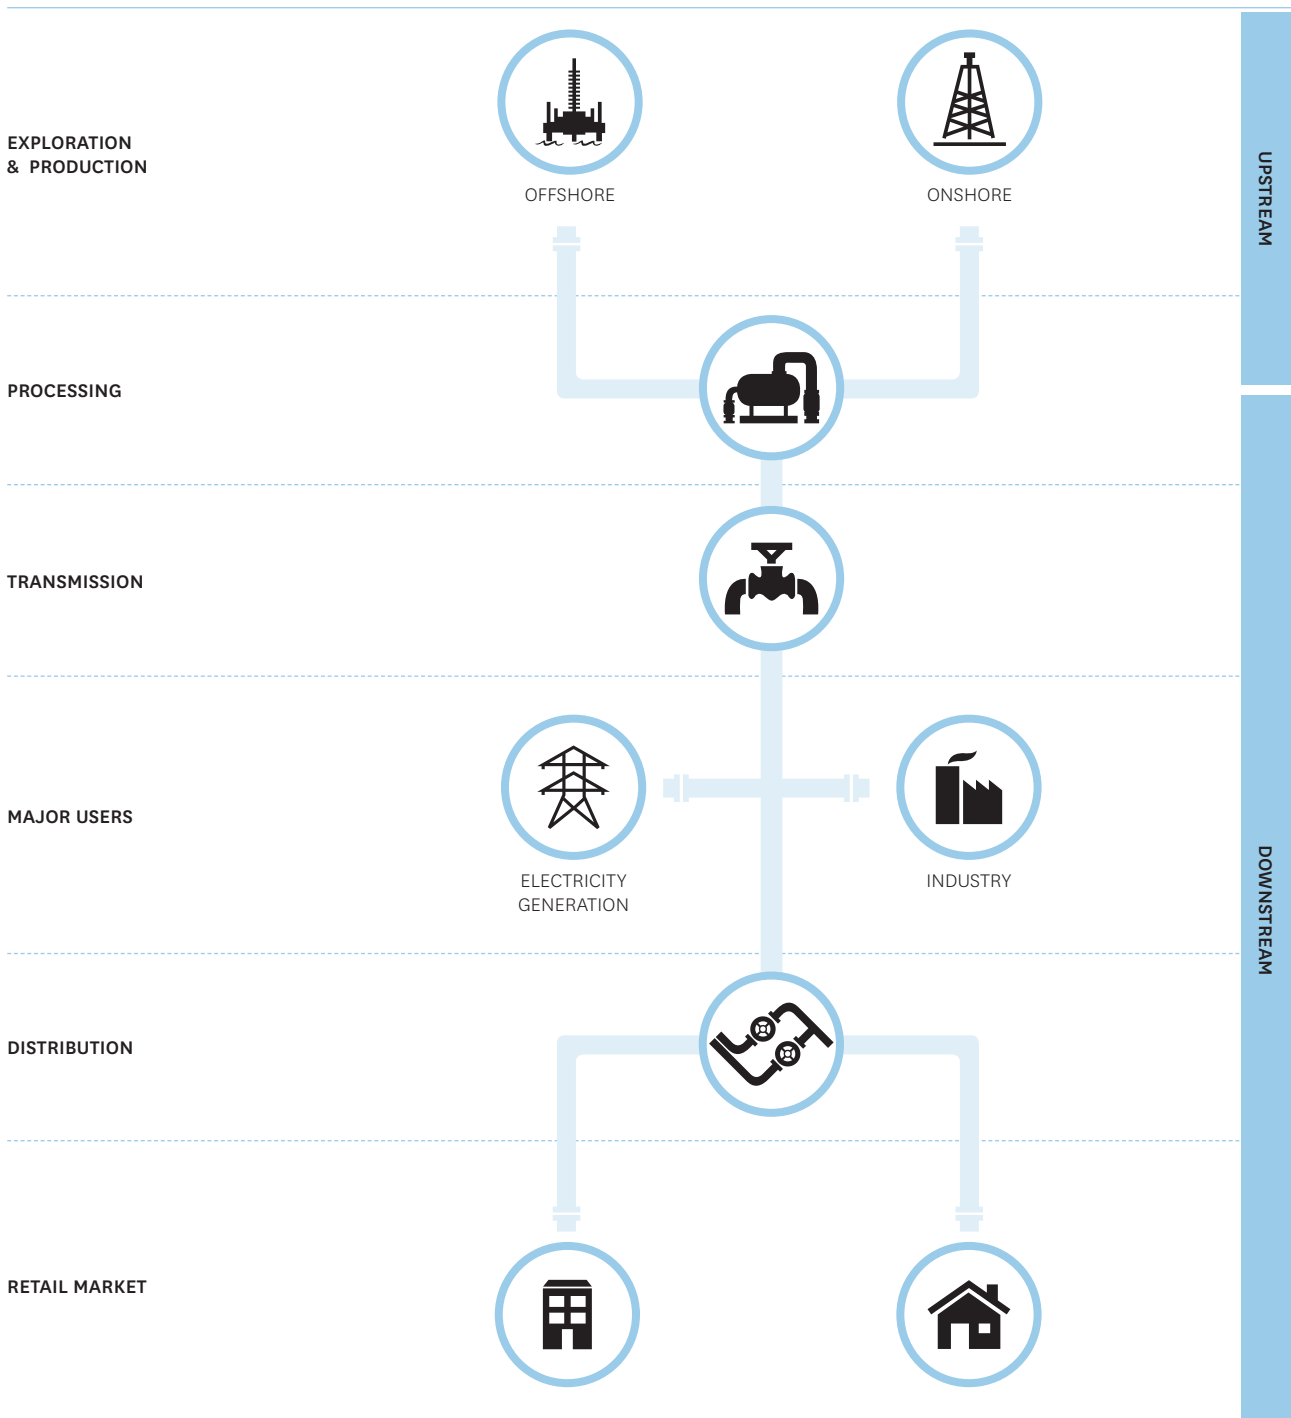 EXPLORATION
& PRODUCTION
OFFSHORE
ONSHORE
UPSTREAM
PROCESSING
TRANSMISSION
MAJOR USERS
ELECTRICITY
GENERATION
INDUSTRY
DOWNSTREAM
DISTRIBUTION
RETAIL MARKET